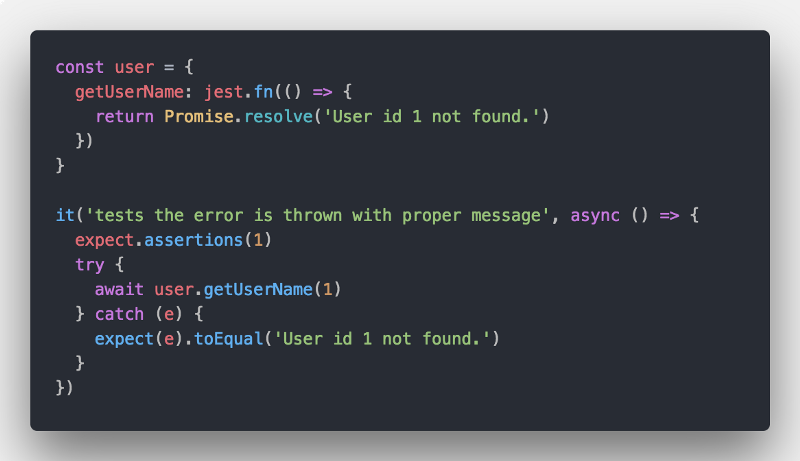 const user = {
  getUserName: jest.fn(() => {
    return Promise.resolve('User id 1 not found.')
  })
}

it('tests the error is thrown with proper message', async () => {
  expect.assertions(1)
  try {
    await user.getUserName(1)
  } catch (e) {
    expect(e).toEqual('User id 1 not found.')
  }
})